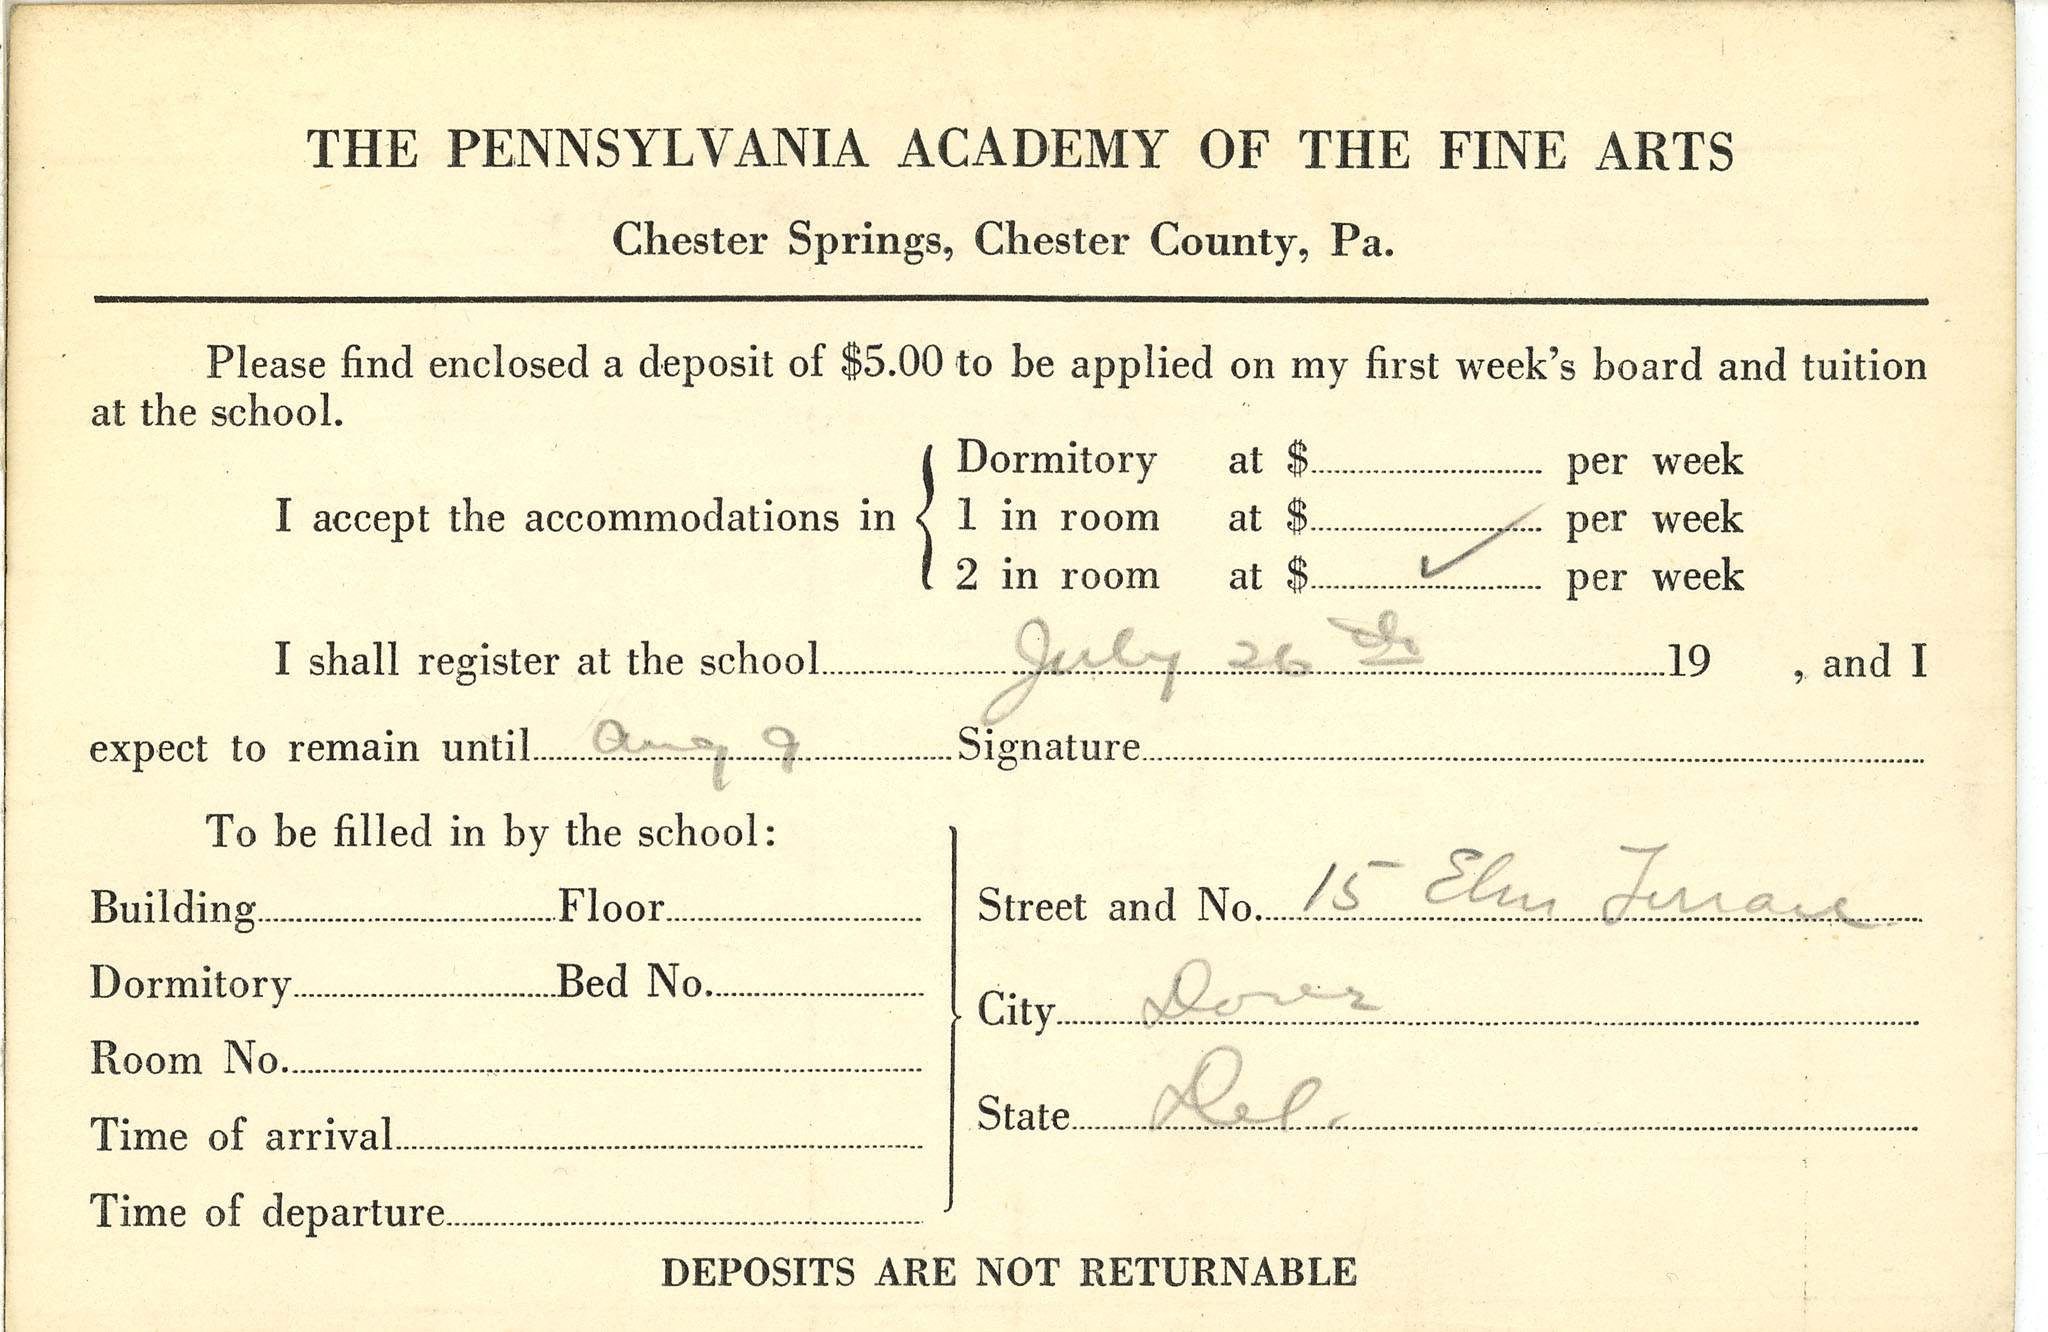 THE PENNSYLVANIA ACADEMY OF THE FINE ARTS
Chester Springs, Chester County, Pa.
Please find enclosed a deposit of $5.00 to be applied on my first week's board and tuition
at the school.
I accept the accommodations in { Dormitory at $.......... per week
1 in room at $.......... per week
2 in room at $.....✓..... per week
I shall register at the school.......... July 26th ..........19 , and I
expect to remain until.......... Aug 9 ..........Signature..........
To be filled in by the school:
Building..........Floor..........
Dormitory..........Bed No...........
Room No...........
Time of arrival..........
Time of departure..........
Street and No. 15 Elm Terrace
City.......... Dover
State.......... Del.
DEPOSITS ARE NOT RETURNABLE